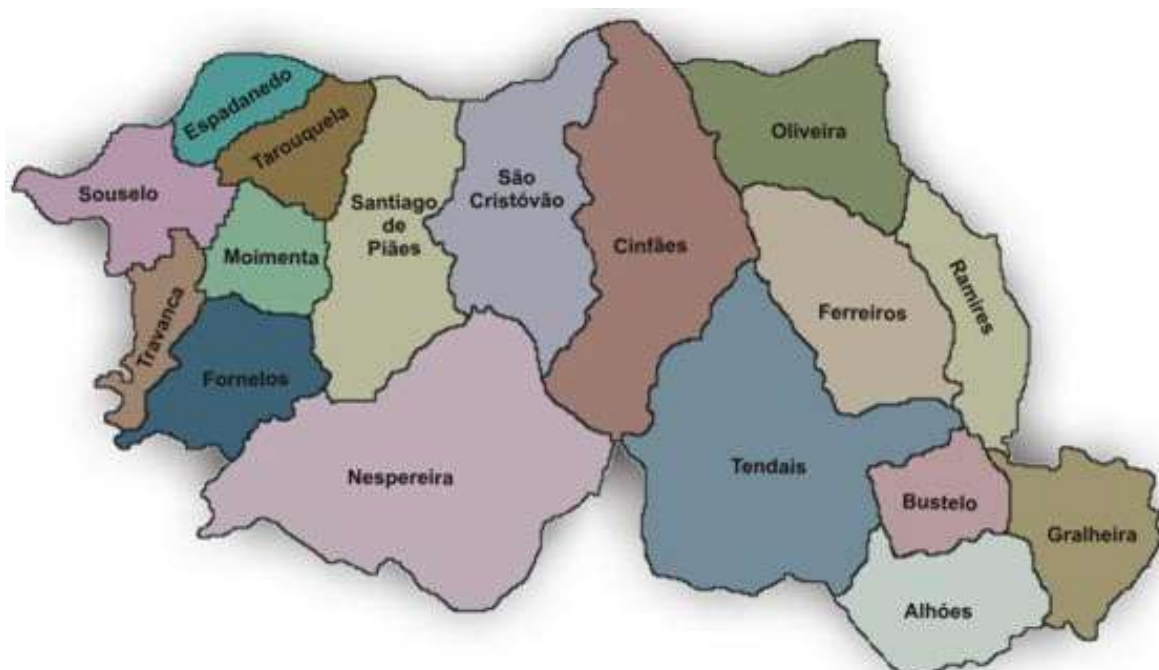 Espadanedo
Tarouquela
Oliveira
Souselo
Santiago
de
Piães
São
Cristóvão
Moimenta
Cinfães
Ramires
Travanca
Ferreiros
Fornelos
Nespereira
Tendais
Bustelo
Gralheira
Alhões